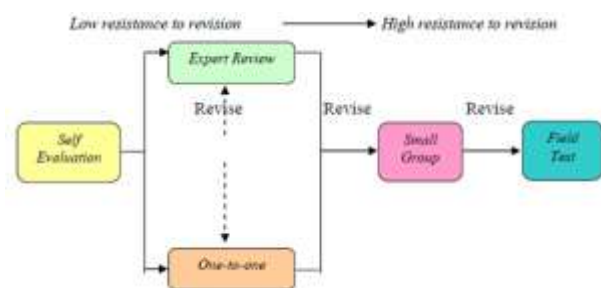 Low resistance to revision
High resistance to revision
Expert Review
Revise
Revise
Revise
Self
Evaluation
Small
Group
Field
Test
One-to-one